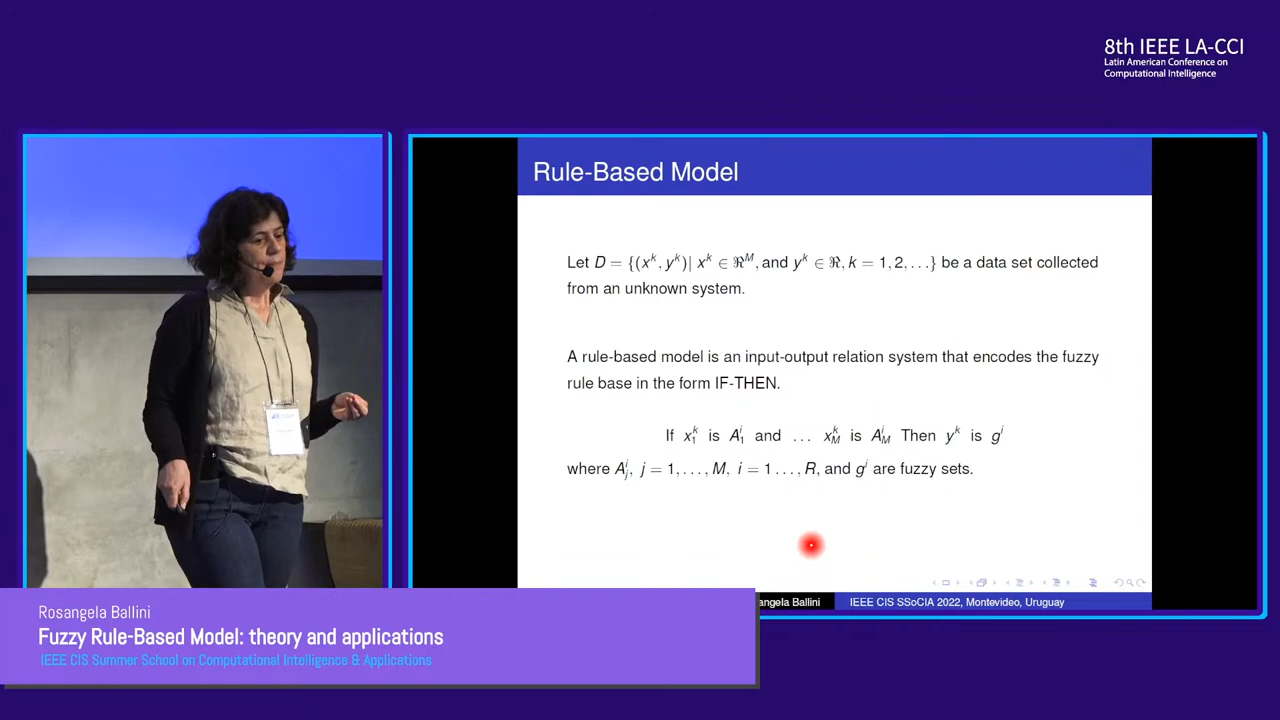 8th IEEE LA-CCI
Latin American Conference on
Computational Intelligence
Rule-Based Model
Let D = {(x^k, y^k)| x^k ∈ ℜ^M, and y^k ∈ ℜ, k = 1, 2, . . .} be a data set collected
from an unknown system.
A rule-based model is an input-output relation system that encodes the fuzzy
rule base in the form IF-THEN.
If x_1^k is A_1^i and . . . x_M^k is A_M^i Then y^k is g^i
where A_j^i, j = 1, . . . , M, i = 1 . . . , R, and g^i are fuzzy sets.
angela Ballini IEEE CIS SSoCIA 2022, Montevideo, Uruguay
Rosangela Ballini
Fuzzy Rule-Based Model: theory and applications
IEEE CIS Summer School on Computational Intelligence & Applications